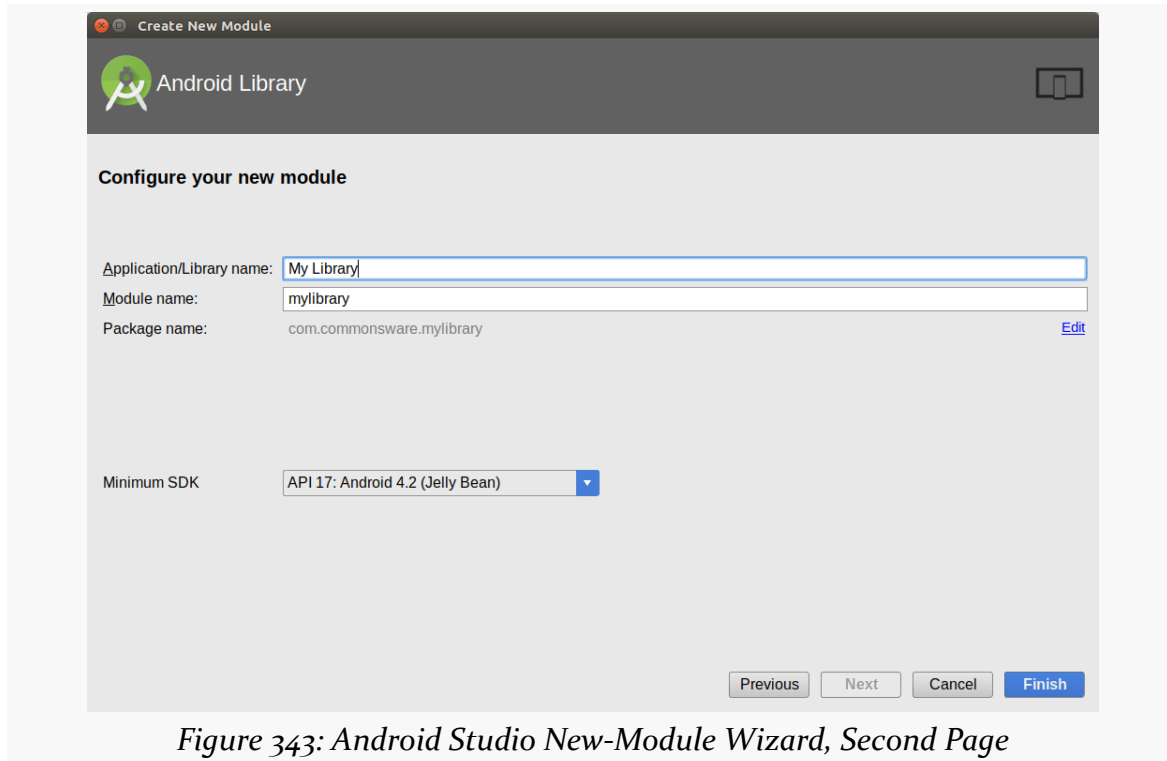 Create New Module
Android Library
Configure your new module
Application/Library name: My Library
Module name: mylibrary
Package name: com.commonsware.mylibrary Edit
Minimum SDK API 17: Android 4.2 (Jelly Bean)
Previous Next Cancel Finish
Figure 343: Android Studio New-Module Wizard, Second Page